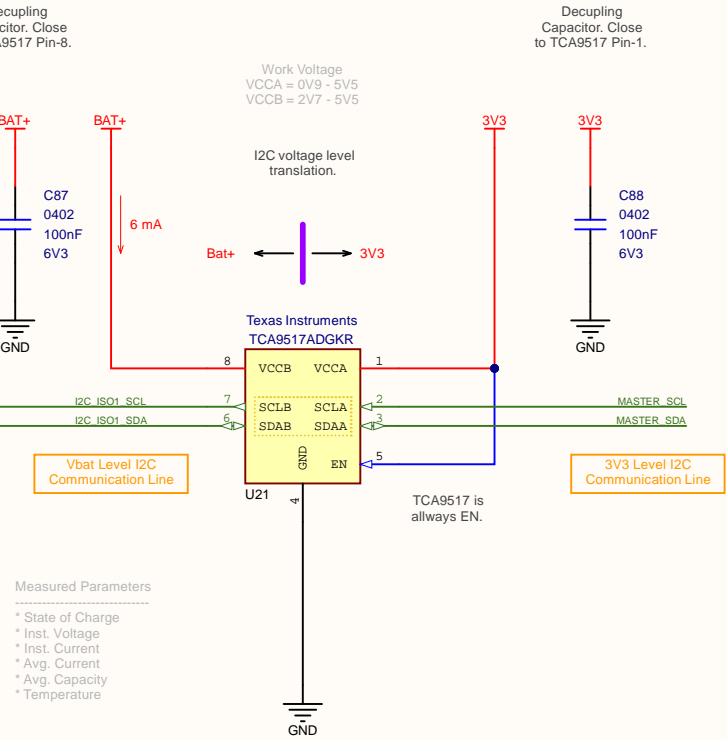 Decupling
Capacitor. Close
to TCA9517 Pin-1.
ecupling
citor. Close
A9517 Pin-8.
Work Voltage
VCCA = 0V9 - 5V5
VCCB = 2V7 - 5V5
BAT+
BAT+
3V3
3V3
I2C voltage level
translation.
C87
0402
100nF
6V3
6 mA
C88
0402
100nF
6V3
Bat+
3V3
GND
GND
Texas Instruments
TCA9517ADGKR
8
VCCB
VCCA
1
I2C_ISO1_SCL
7
SCLB
SCLA
2
MASTER_SCL
I2C_ISO1_SDA
6
SDAB
SDAA
3
MASTER_SDA
GND
EN
5
4
U21
Vbat Level I2C
Communication Line
3V3 Level I2C
Communication Line
TCA9517 is
allways EN.
Measured Parameters
------------------------------
* State of Charge
* Inst. Voltage
* Inst. Current
* Avg. Current
* Avg. Capacity
* Temperature
GND